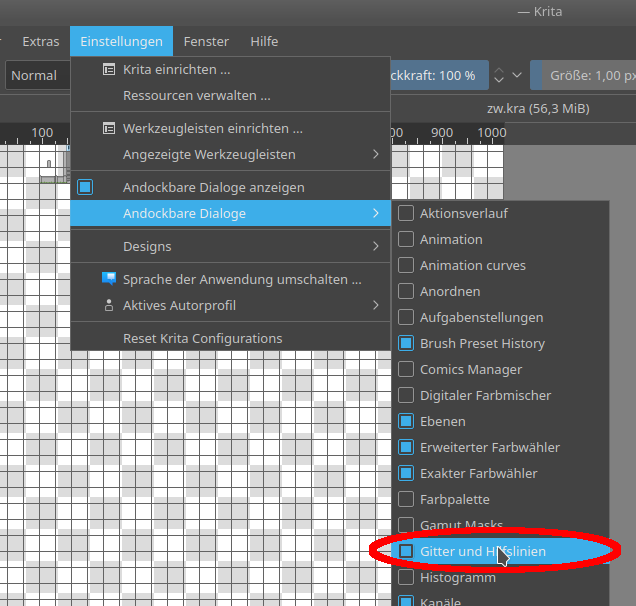 — Krita
Extras Einstellungen Fenster Hilfe
Normal
ckkraft: 100 %
Größe: 1,00 px
zw.kra (56,3 MiB)
100
00 900 1000
Krita einrichten ...
Ressourcen verwalten ...
Werkzeugleisten einrichten ...
Angezeigte Werkzeugleisten
Andockbare Dialoge anzeigen
Andockbare Dialoge
Designs
Sprache der Anwendung umschalten ...
Aktives Autorprofil
Reset Krita Configurations
Aktionsverlauf
Animation
Animation curves
Anordnen
Aufgabenstellungen
Brush Preset History
Comics Manager
Digitaler Farbmischer
Ebenen
Erweiterter Farbwähler
Exakter Farbwähler
Farbpalette
Gamut Masks
Gitter und Hilfslinien
Histogramm
Kanäle